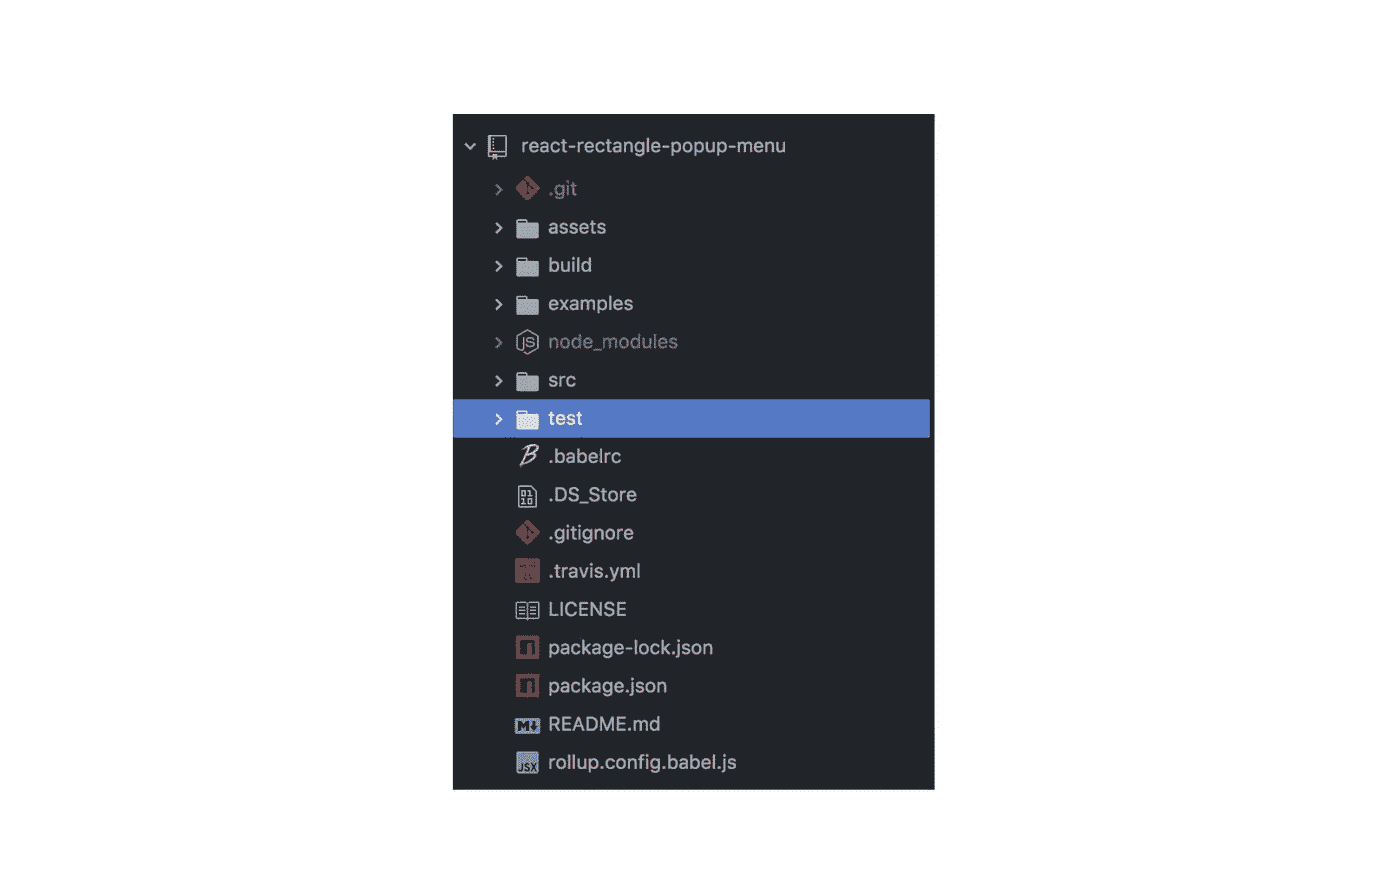 react-rectangle-popup-menu
.git
assets
build
examples
node_modules
src
test
.babelrc
.DS_Store
.gitignore
.travis.yml
LICENSE
package-lock.json
package.json
README.md
rollup.config.babel.js